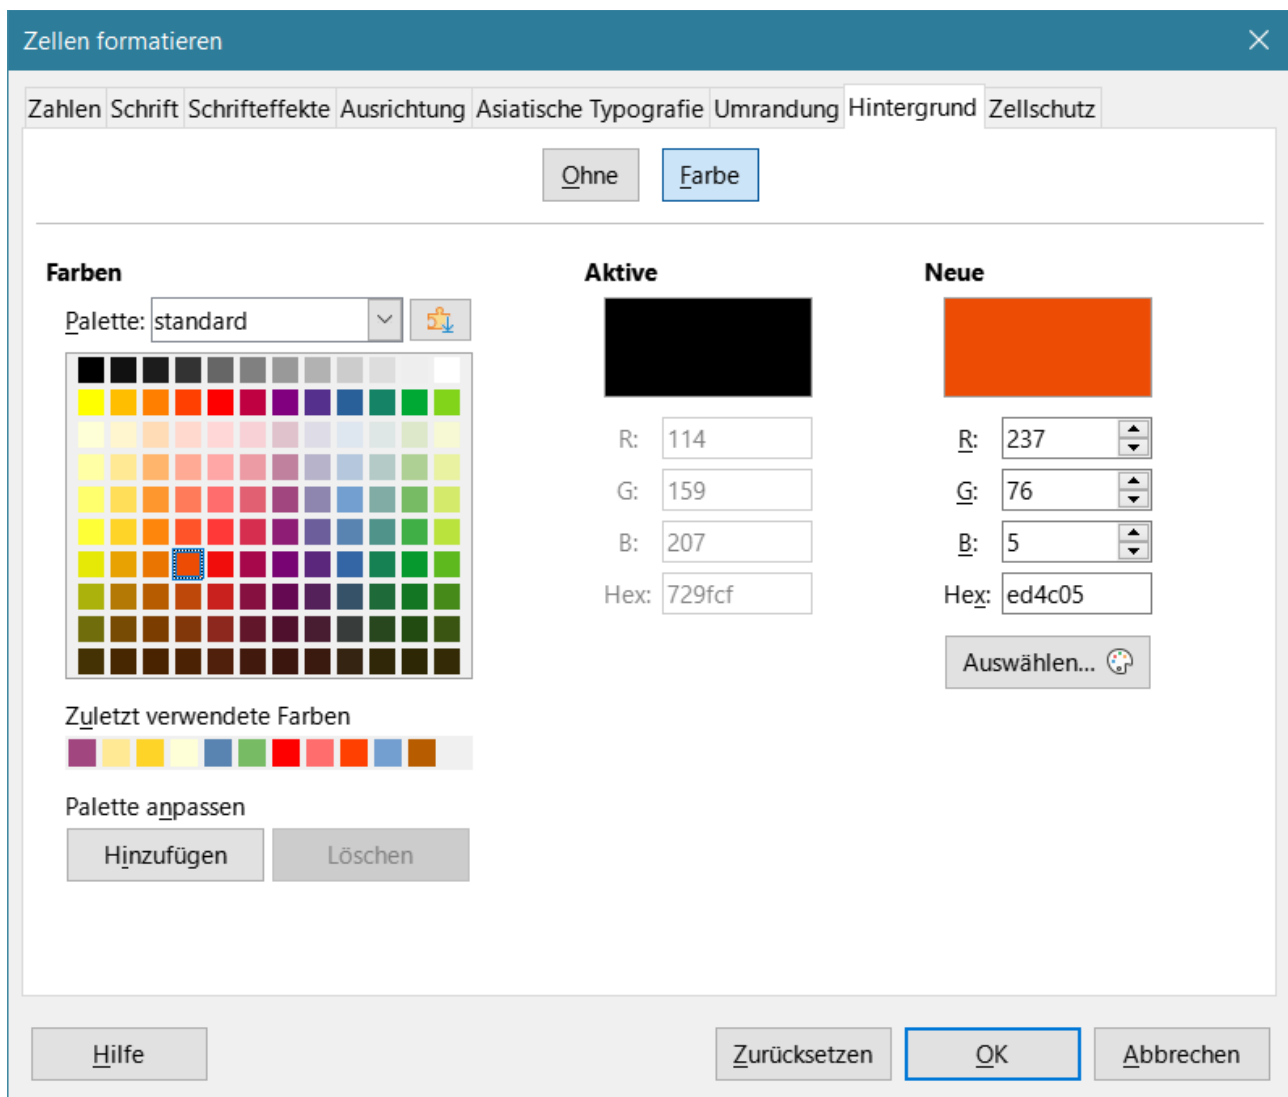 Zellen formatieren
Zahlen Schrift Schrifteffekte Ausrichtung Asiatische Typografie Umrandung Hintergrund Zellschutz
Ohne Farbe
Farben
Palette: standard
Zuletzt verwendete Farben
Palette anpassen
Hinzufügen Löschen
Aktive
R: 114
G: 159
B: 207
Hex: 729fcf
Neue
R: 237
G: 76
B: 5
Hex: ed4c05
Auswählen...
Hilfe Zurücksetzen OK Abbrechen